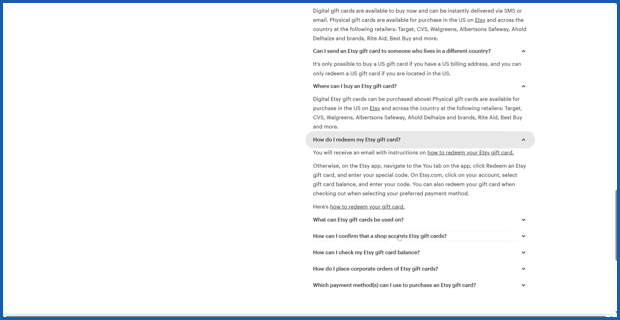 Digital gift cards are available to buy now and can be instantly delivered via SMS or
email. Physical gift cards are available for purchase in the US on Etsy and across the
country at the following retailers: Target, CVS, Walgreens, Albertsons Safeway, Ahold
Delhaize and brands, Rite Aid, Best Buy and more.
Can I send an Etsy gift card to someone who lives in a different country?
It's only possible to buy a US gift card if you have a US billing address, and you can
only redeem a US gift card if you are located in the US.
Where can I buy an Etsy gift card?
Digital Etsy gift cards can be purchased above! Physical gift cards are available for
purchase in the US on Etsy and across the country at the following retailers: Target,
CVS, Walgreens, Albertsons Safeway, Ahold Delhaize and brands, Rite Aid, Best Buy
and more.
How do I redeem my Etsy gift card?
You will receive an email with instructions on how to redeem your Etsy gift card.
Otherwise, on the Etsy app, navigate to the You tab on the app, click Redeem an Etsy
gift card, and enter your special code. On Etsy.com, click on your account, select
gift card balance, and enter your code. You can also redeem your gift card when
checking out when selecting your preferred payment method.
Here's how to redeem your gift card.
What can Etsy gift cards be used on?
How can I confirm that a shop accepts Etsy gift cards?
How can I check my Etsy gift card balance?
How do I place corporate orders of Etsy gift cards?
Which payment method(s) can I use to purchase an Etsy gift card?